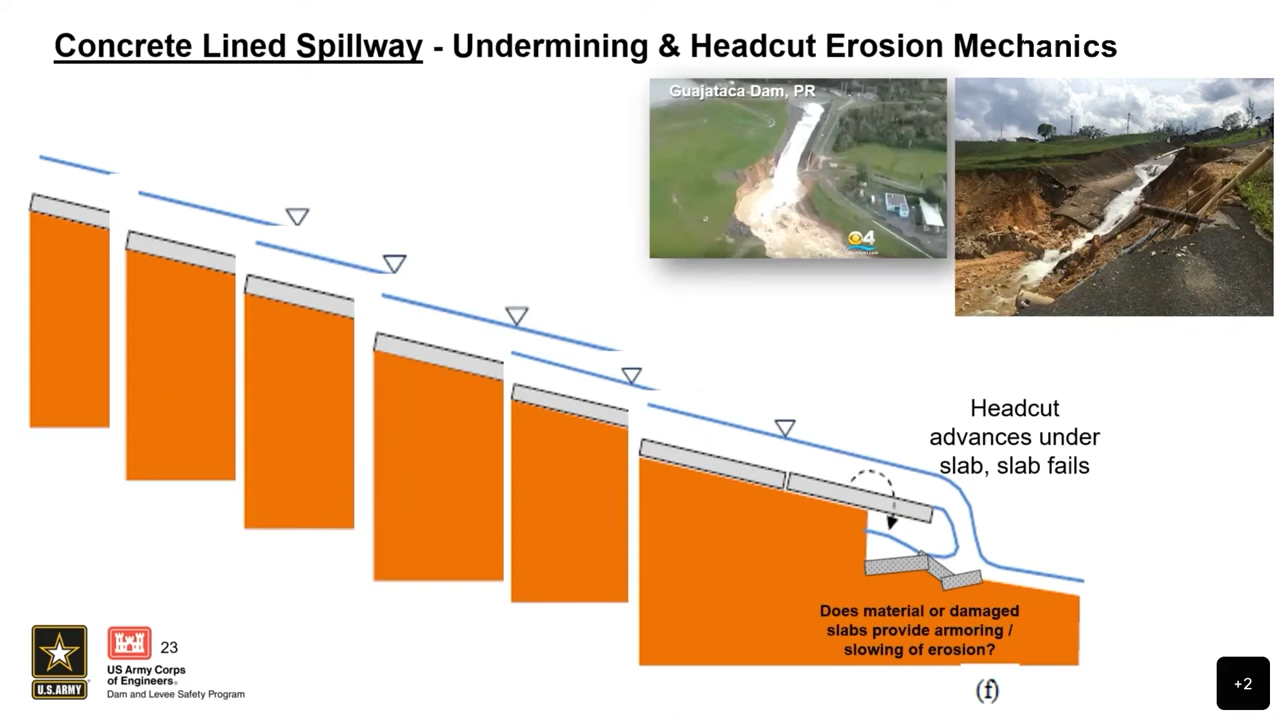 Concrete Lined Spillway - Undermining & Headcut Erosion Mechanics
Guajataca Dam, PR
4
Headcut
advances under
slab, slab fails
Does material or damaged
slabs provide armoring /
slowing of erosion?
(f)
23
U.S.ARMY
US Army Corps
of Engineers®
Dam and Levee Safety Program
+2